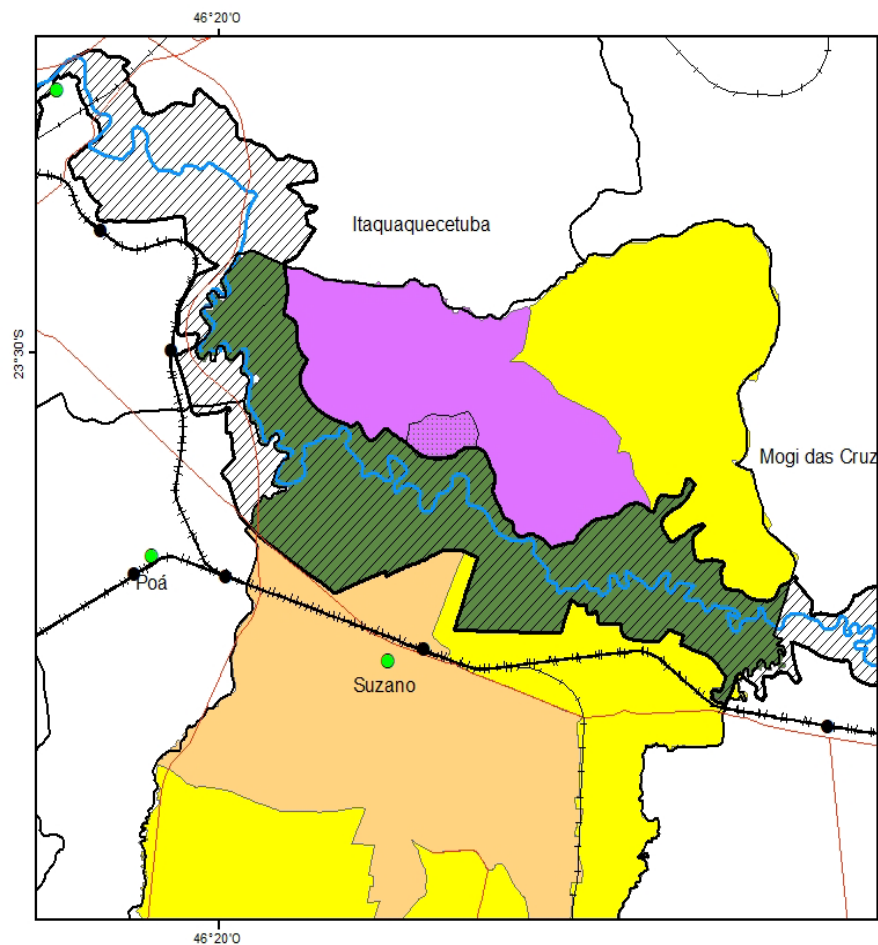 46°20'O
Itaquaquecetuba
23°30'S
Mogi das Cruz
Poá
Suzano
46°20'O